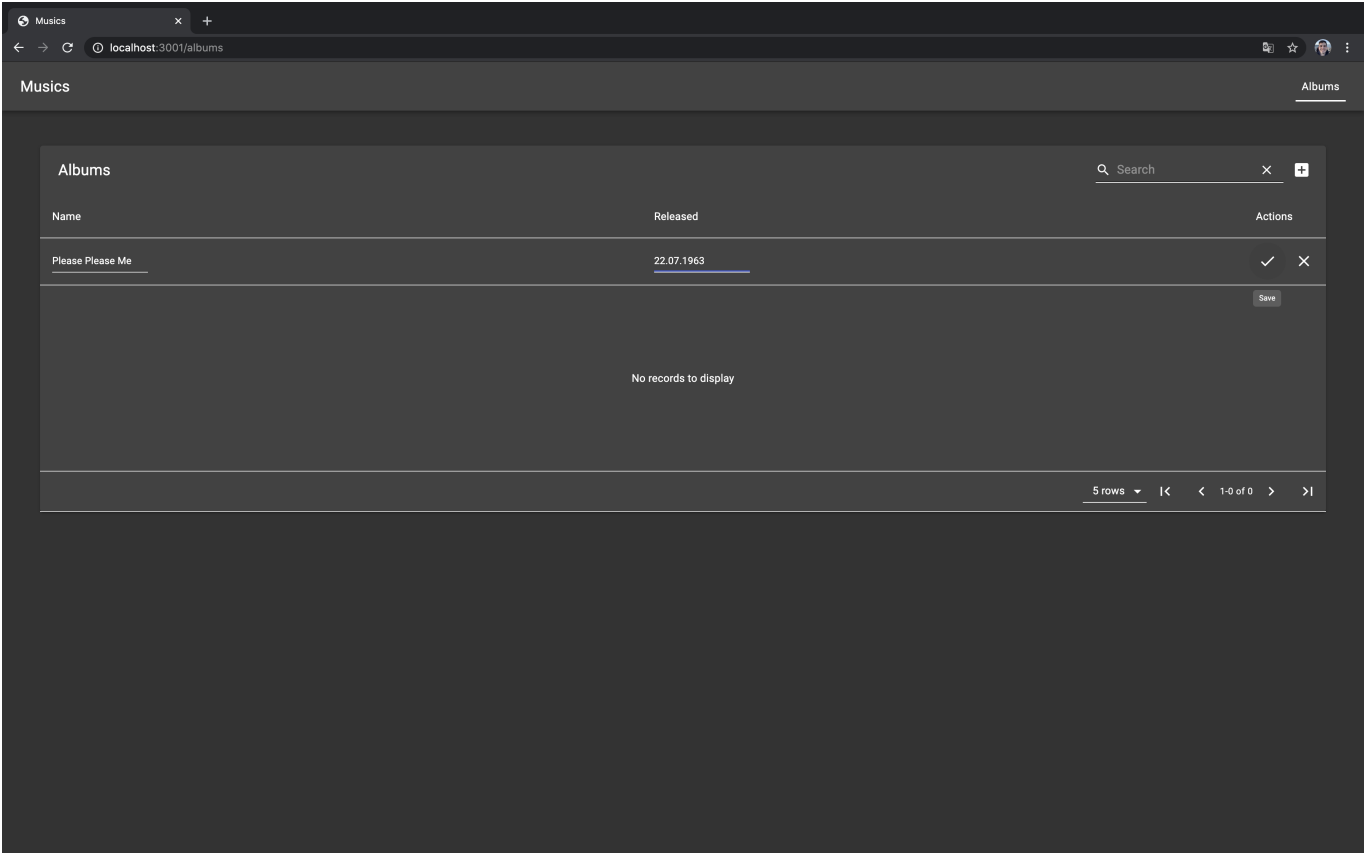 Musics
localhost:3001/albums
Musics Albums
Albums Search
Name Released Actions
Please Please Me 22.07.1963
Save
No records to display
5 rows 1-0 of 0